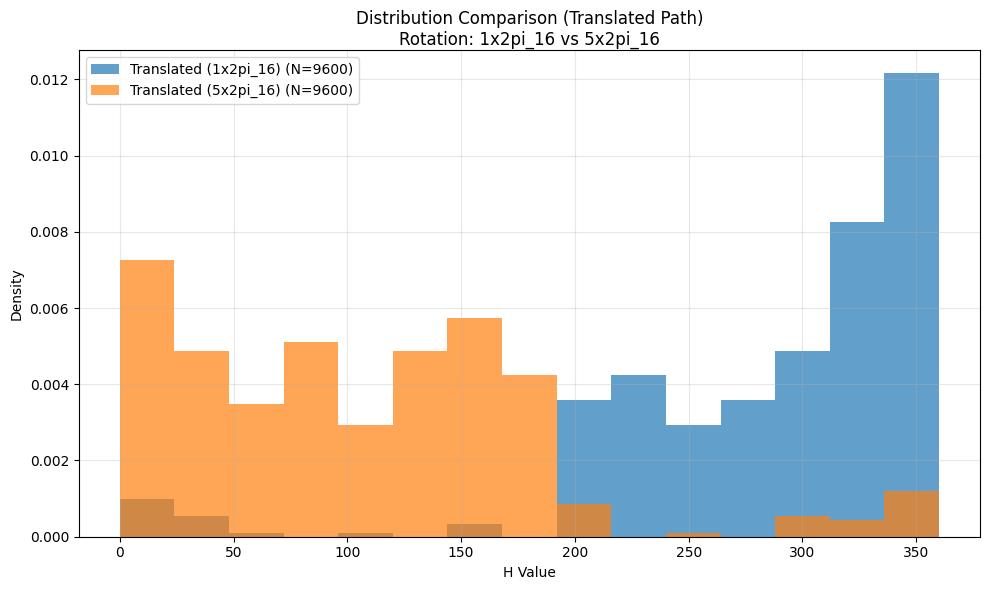 Distribution Comparison (Translated Path)
Rotation: 1x2pi_16 vs 5x2pi_16
Translated (1x2pi_16) (N=9600)
Translated (5x2pi_16) (N=9600)
0.012
0.010
0.008
0.006
0.004
0.002
0.000
Density
0 50 100 150 200 250 300 350
H Value